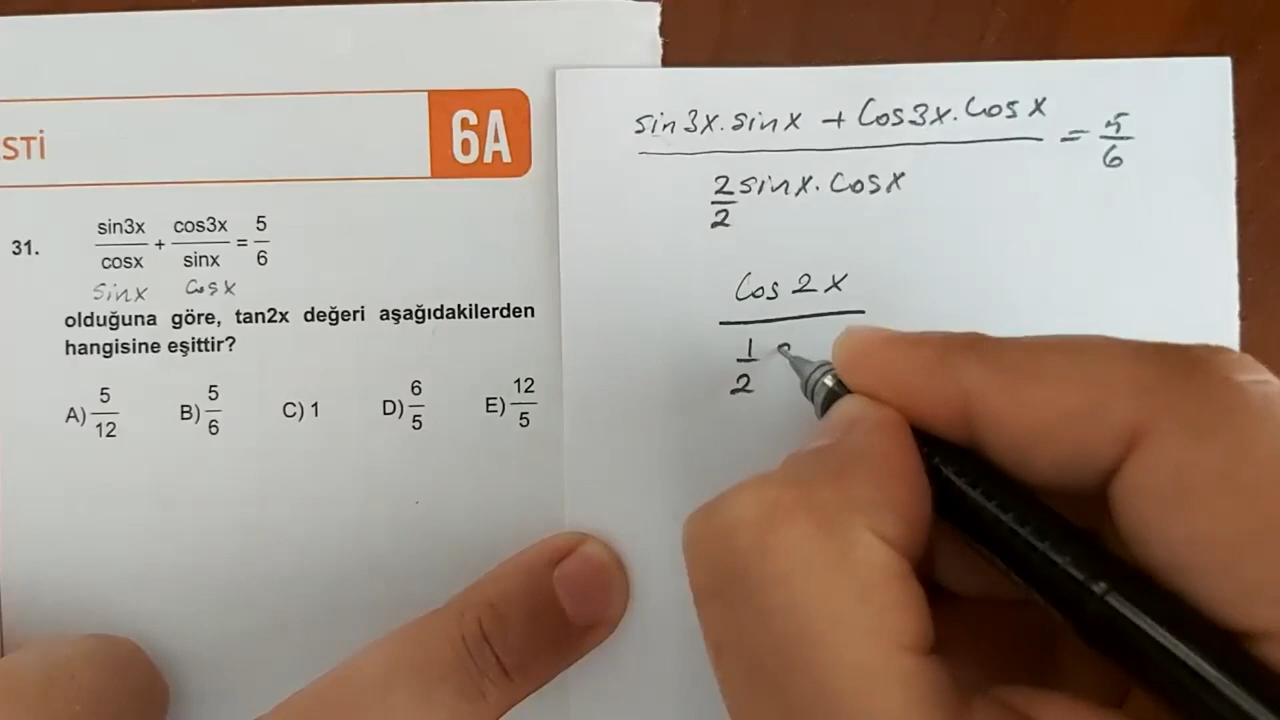 STİ
6A
31. sin3x/cosx + cos3x/sinx = 5/6
sinx cosx
olduğuna göre, tan2x değeri aşağıdakilerden
hangisine eşittir?
A) 5/12 B) 5/6 C) 1 D) 6/5 E) 12/5
sin3x.sinx + Cos3x.Cosx = 5/6
2/2 sinx.Cosx
Cos2x
1/2